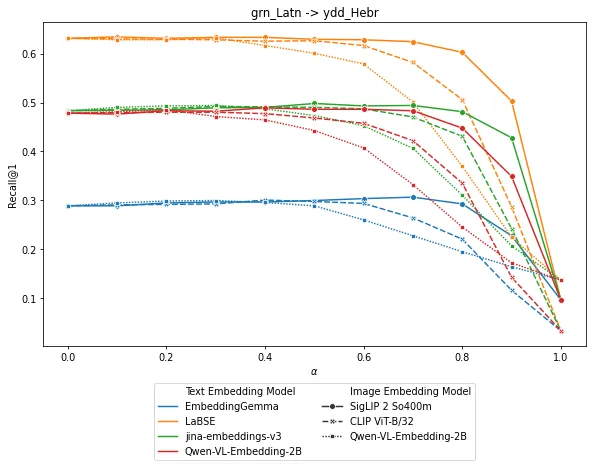 grn_Latn -> ydd_Hebr
Recall@1
0.6
0.5
0.4
0.3
0.2
0.1
0.0 0.2 0.4 0.6 0.8 1.0
α
Text Embedding Model Image Embedding Model
EmbeddingGemma SigLIP 2 So400m
LaBSE CLIP ViT-B/32
jina-embeddings-v3 Qwen-VL-Embedding-2B
Qwen-VL-Embedding-2B